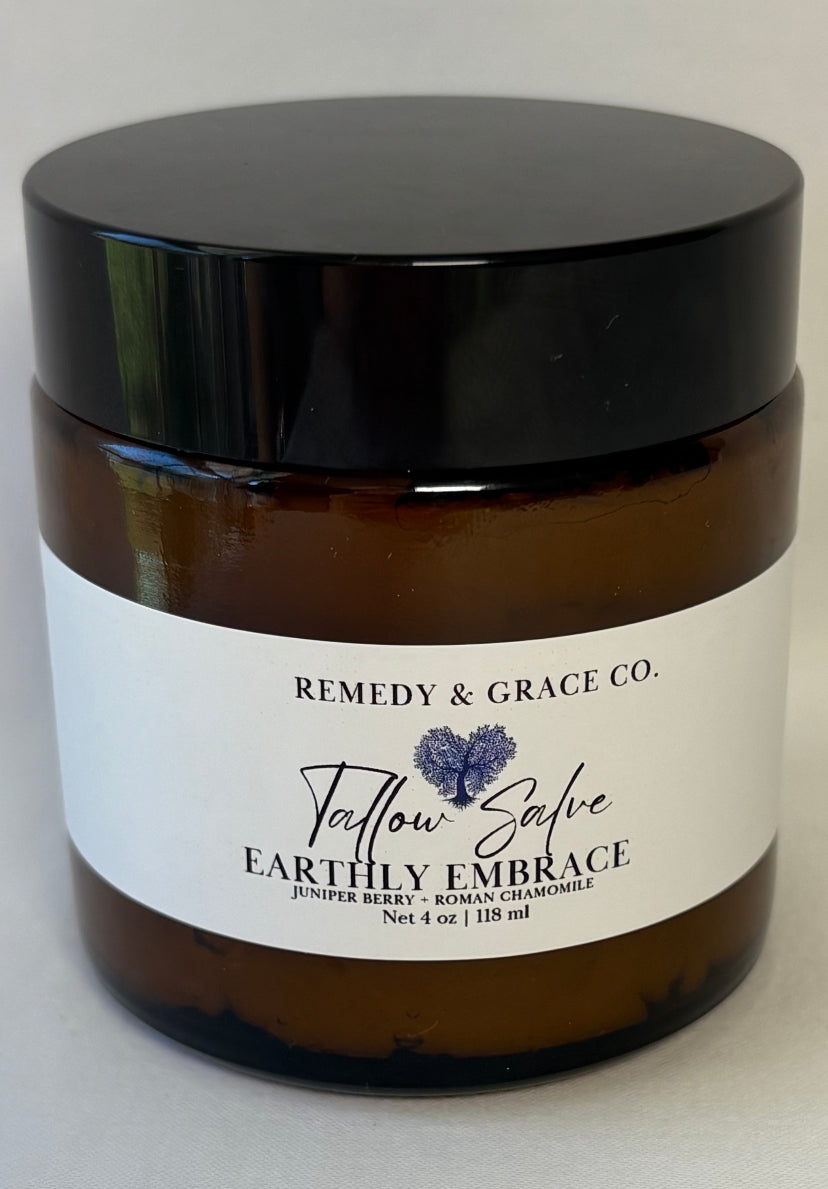 REMEDY & GRACE CO.
Tallow Salve
EARTHLY EMBRACE
JUNIPER BERRY + ROMAN CHAMOMILE
Net 4 oz | 118 ml